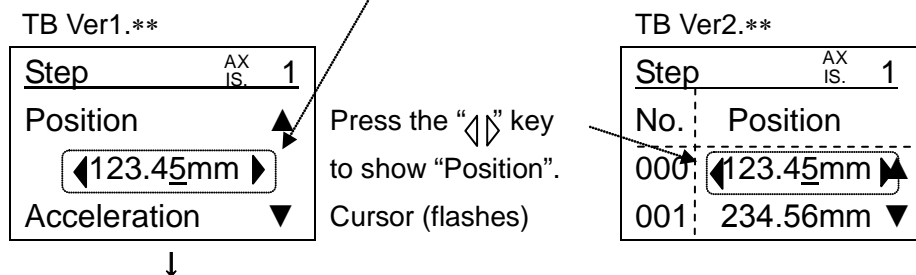 TB Ver1.**
Step AX IS. 1
Position ▲
◀123.45mm ▶
Acceleration ▼
↓
Press the “◁ ▷” key
to show “Position”.
Cursor (flashes)
TB Ver2.**
Step AX IS. 1
No. Position
000 ◀123.45mm ▶▲
001 234.56mm ▼